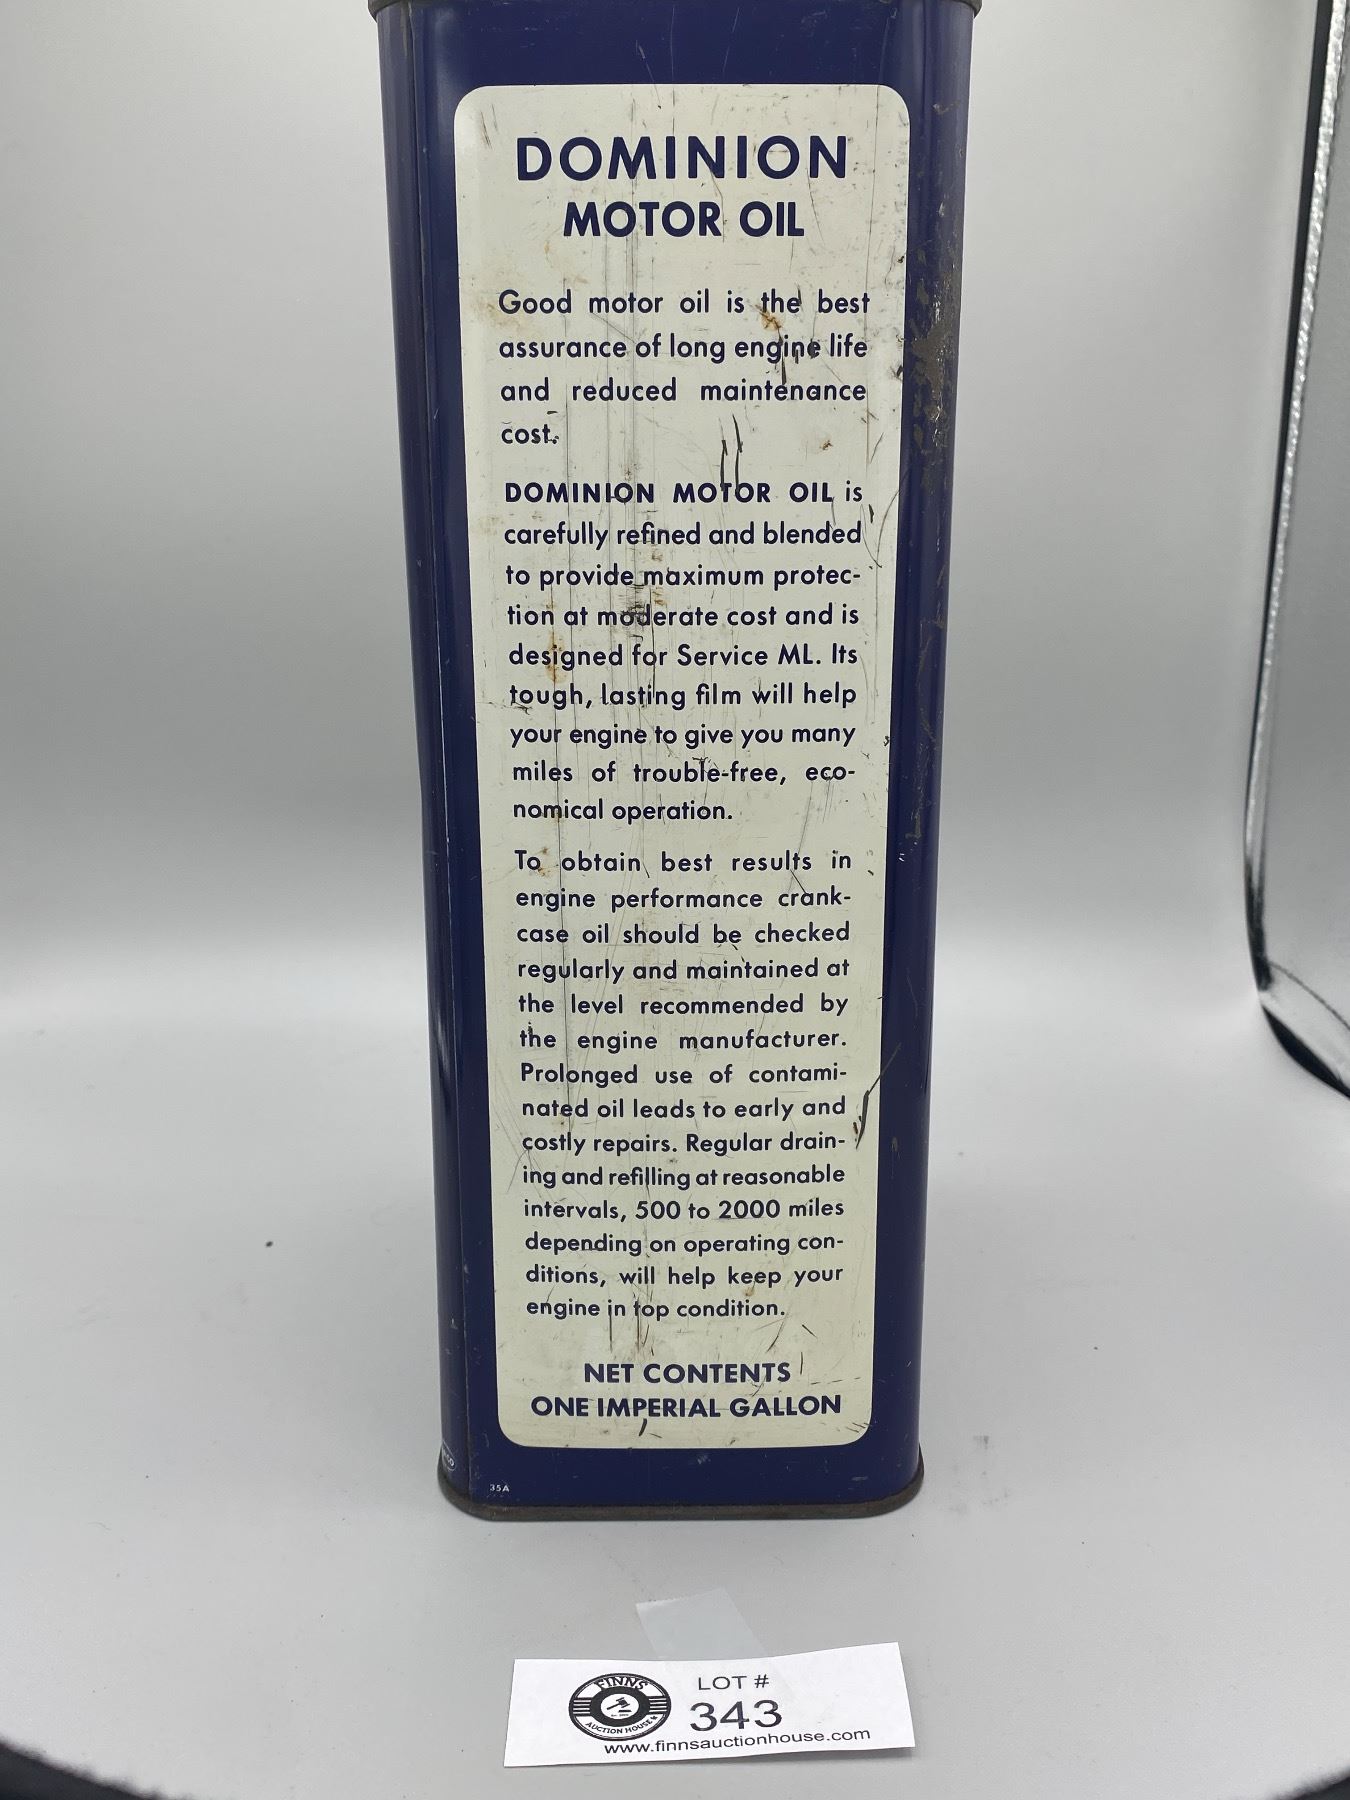 DOMINION
MOTOR OIL
Good motor oil is the best
assurance of long engine life
and reduced maintenance
cost.
DOMINION MOTOR OIL is
carefully refined and blended
to provide maximum protec-
tion at moderate cost and is
designed for Service ML. Its
tough, lasting film will help
your engine to give you many
miles of trouble-free, eco-
nomical operation.
To obtain best results in
engine performance crank-
case oil should be checked
regularly and maintained at
the level recommended by
the engine manufacturer.
Prolonged use of contami-
nated oil leads to early and
costly repairs. Regular drain-
ing and refilling at reasonable
intervals, 500 to 2000 miles
depending on operating con-
ditions, will help keep your
engine in top condition.
NET CONTENTS
ONE IMPERIAL GALLON
35A
FINNS
AUCTION HOUSE
LOT #
343
www.finnsauctionhouse.com